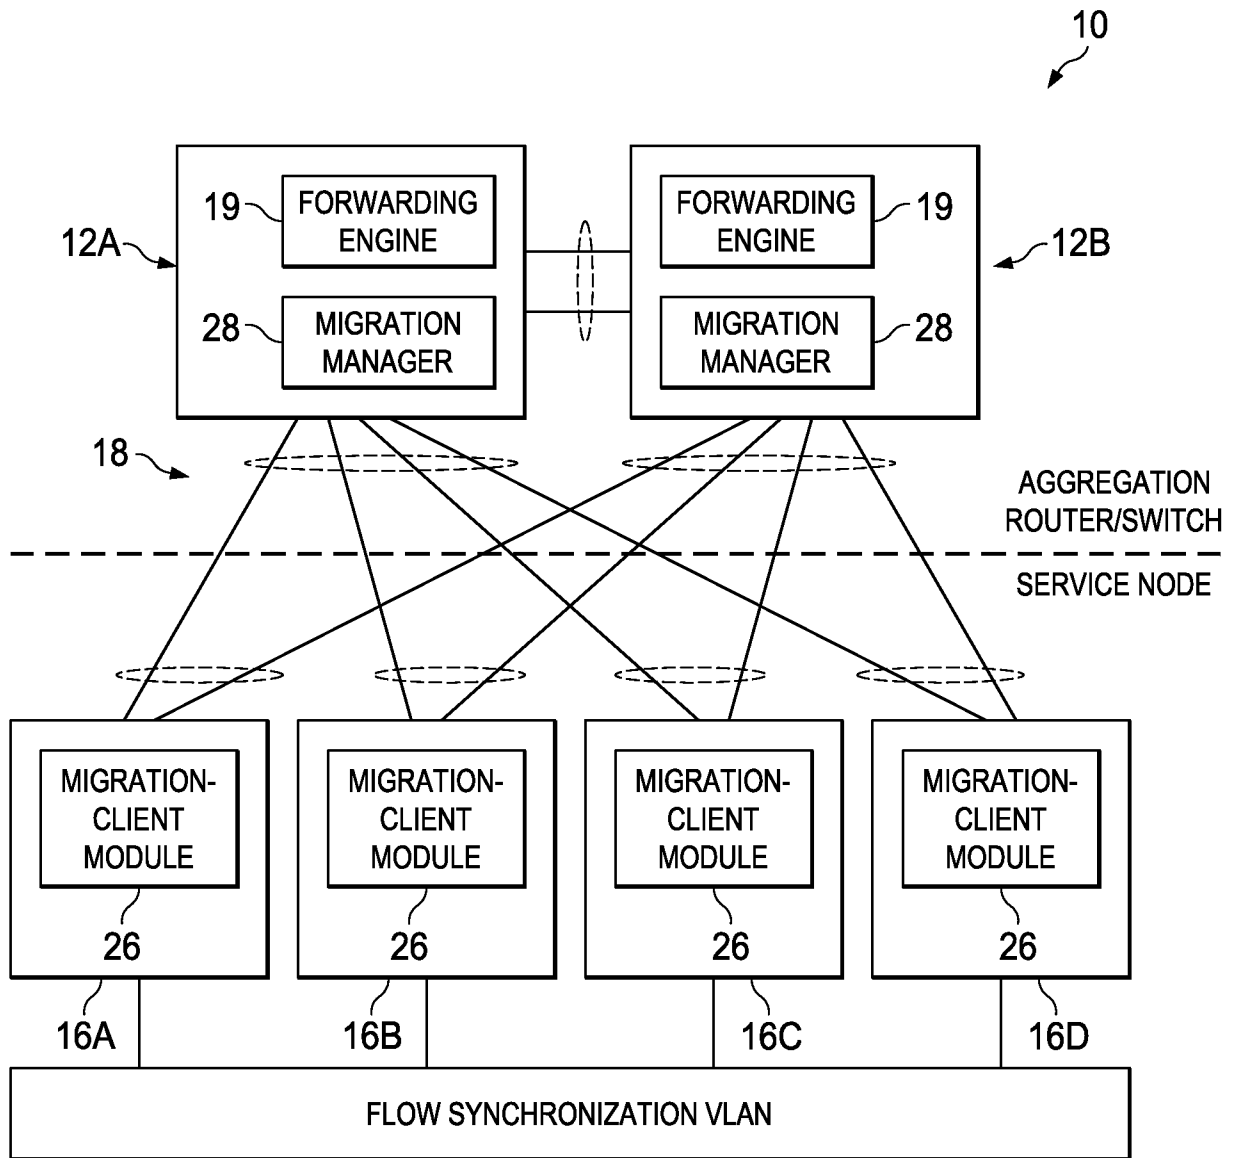 10
19
FORWARDING
ENGINE
FORWARDING
ENGINE
19
12A
12B
28
MIGRATION
MANAGER
MIGRATION
MANAGER
28
18
AGGREGATION
ROUTER/SWITCH
SERVICE NODE
MIGRATION-
CLIENT
MODULE
26
MIGRATION-
CLIENT
MODULE
26
MIGRATION-
CLIENT
MODULE
26
MIGRATION-
CLIENT
MODULE
26
16A
16B
16C
16D
FLOW SYNCHRONIZATION VLAN